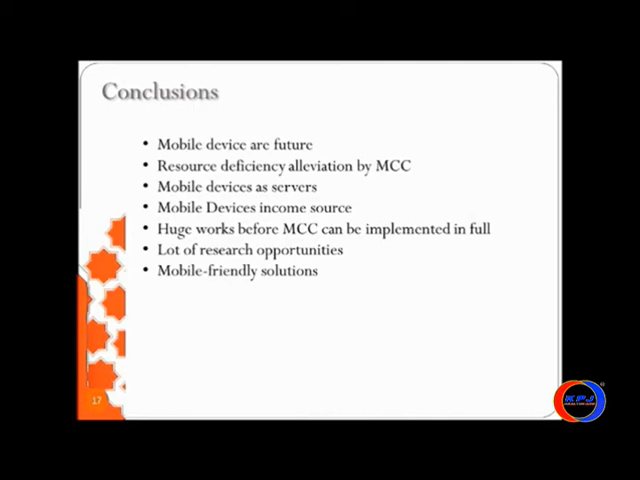 Conclusions
• Mobile device are future
• Resource deficiency alleviation by MCC
• Mobile devices as servers
• Mobile Devices income source
• Huge works before MCC can be implemented in full
• Lot of research opportunities
• Mobile-friendly solutions
17
KPJ